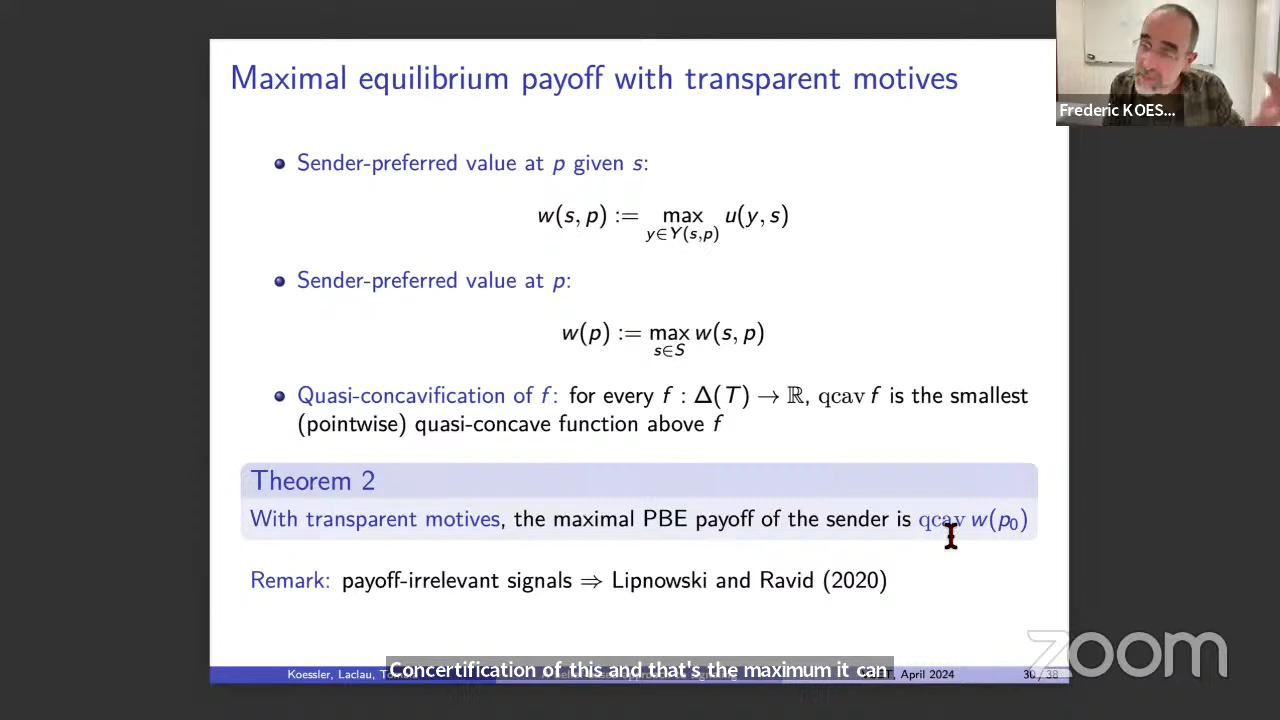 Maximal equilibrium payoff with transparent motives
Frederic KOES...
Sender-preferred value at p given s:
w(s, p) := max u(y, s)
y∈Y(s,p)
Sender-preferred value at p:
w(p) := max w(s, p)
s∈S
Quasi-concavification of f: for every f : Δ(T) → ℝ, qcav f is the smallest
(pointwise) quasi-concave function above f
Theorem 2
With transparent motives, the maximal PBE payoff of the sender is qcav w(p₀)
Remark: payoff-irrelevant signals ⇒ Lipnowski and Ravid (2020)
zoom
Concertification of this and that's the maximum it can
Koessler, Laclau, April 2024 30 / 38